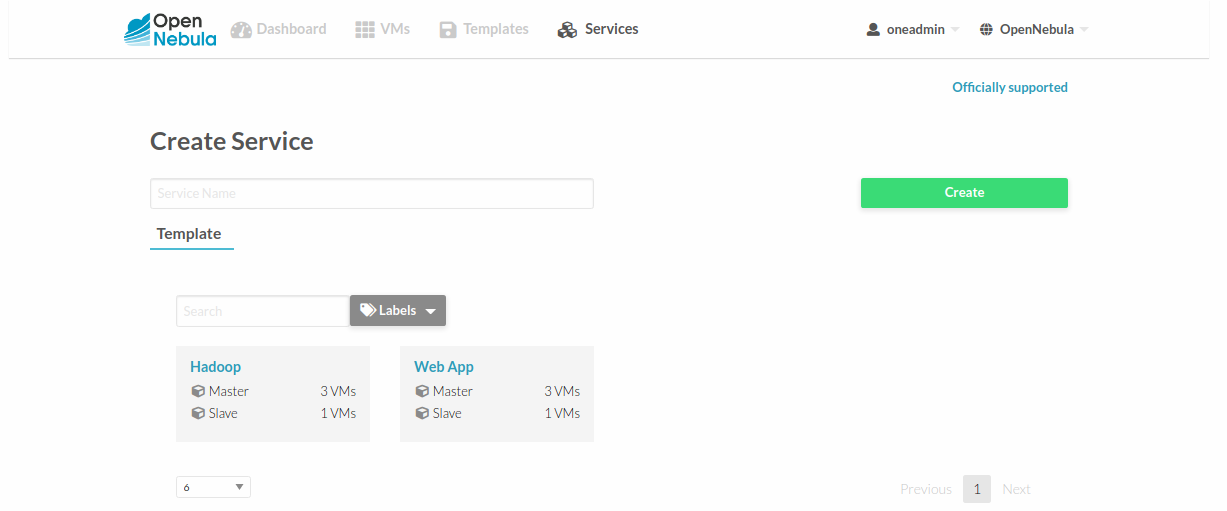 Open Nebula Dashboard VMs Templates Services oneadmin OpenNebula
Officially supported
Create Service
Service Name Create
Template
Search Labels
Hadoop Web App
Master 3 VMs Master 3 VMs
Slave 1 VMs Slave 1 VMs
6 Previous 1 Next